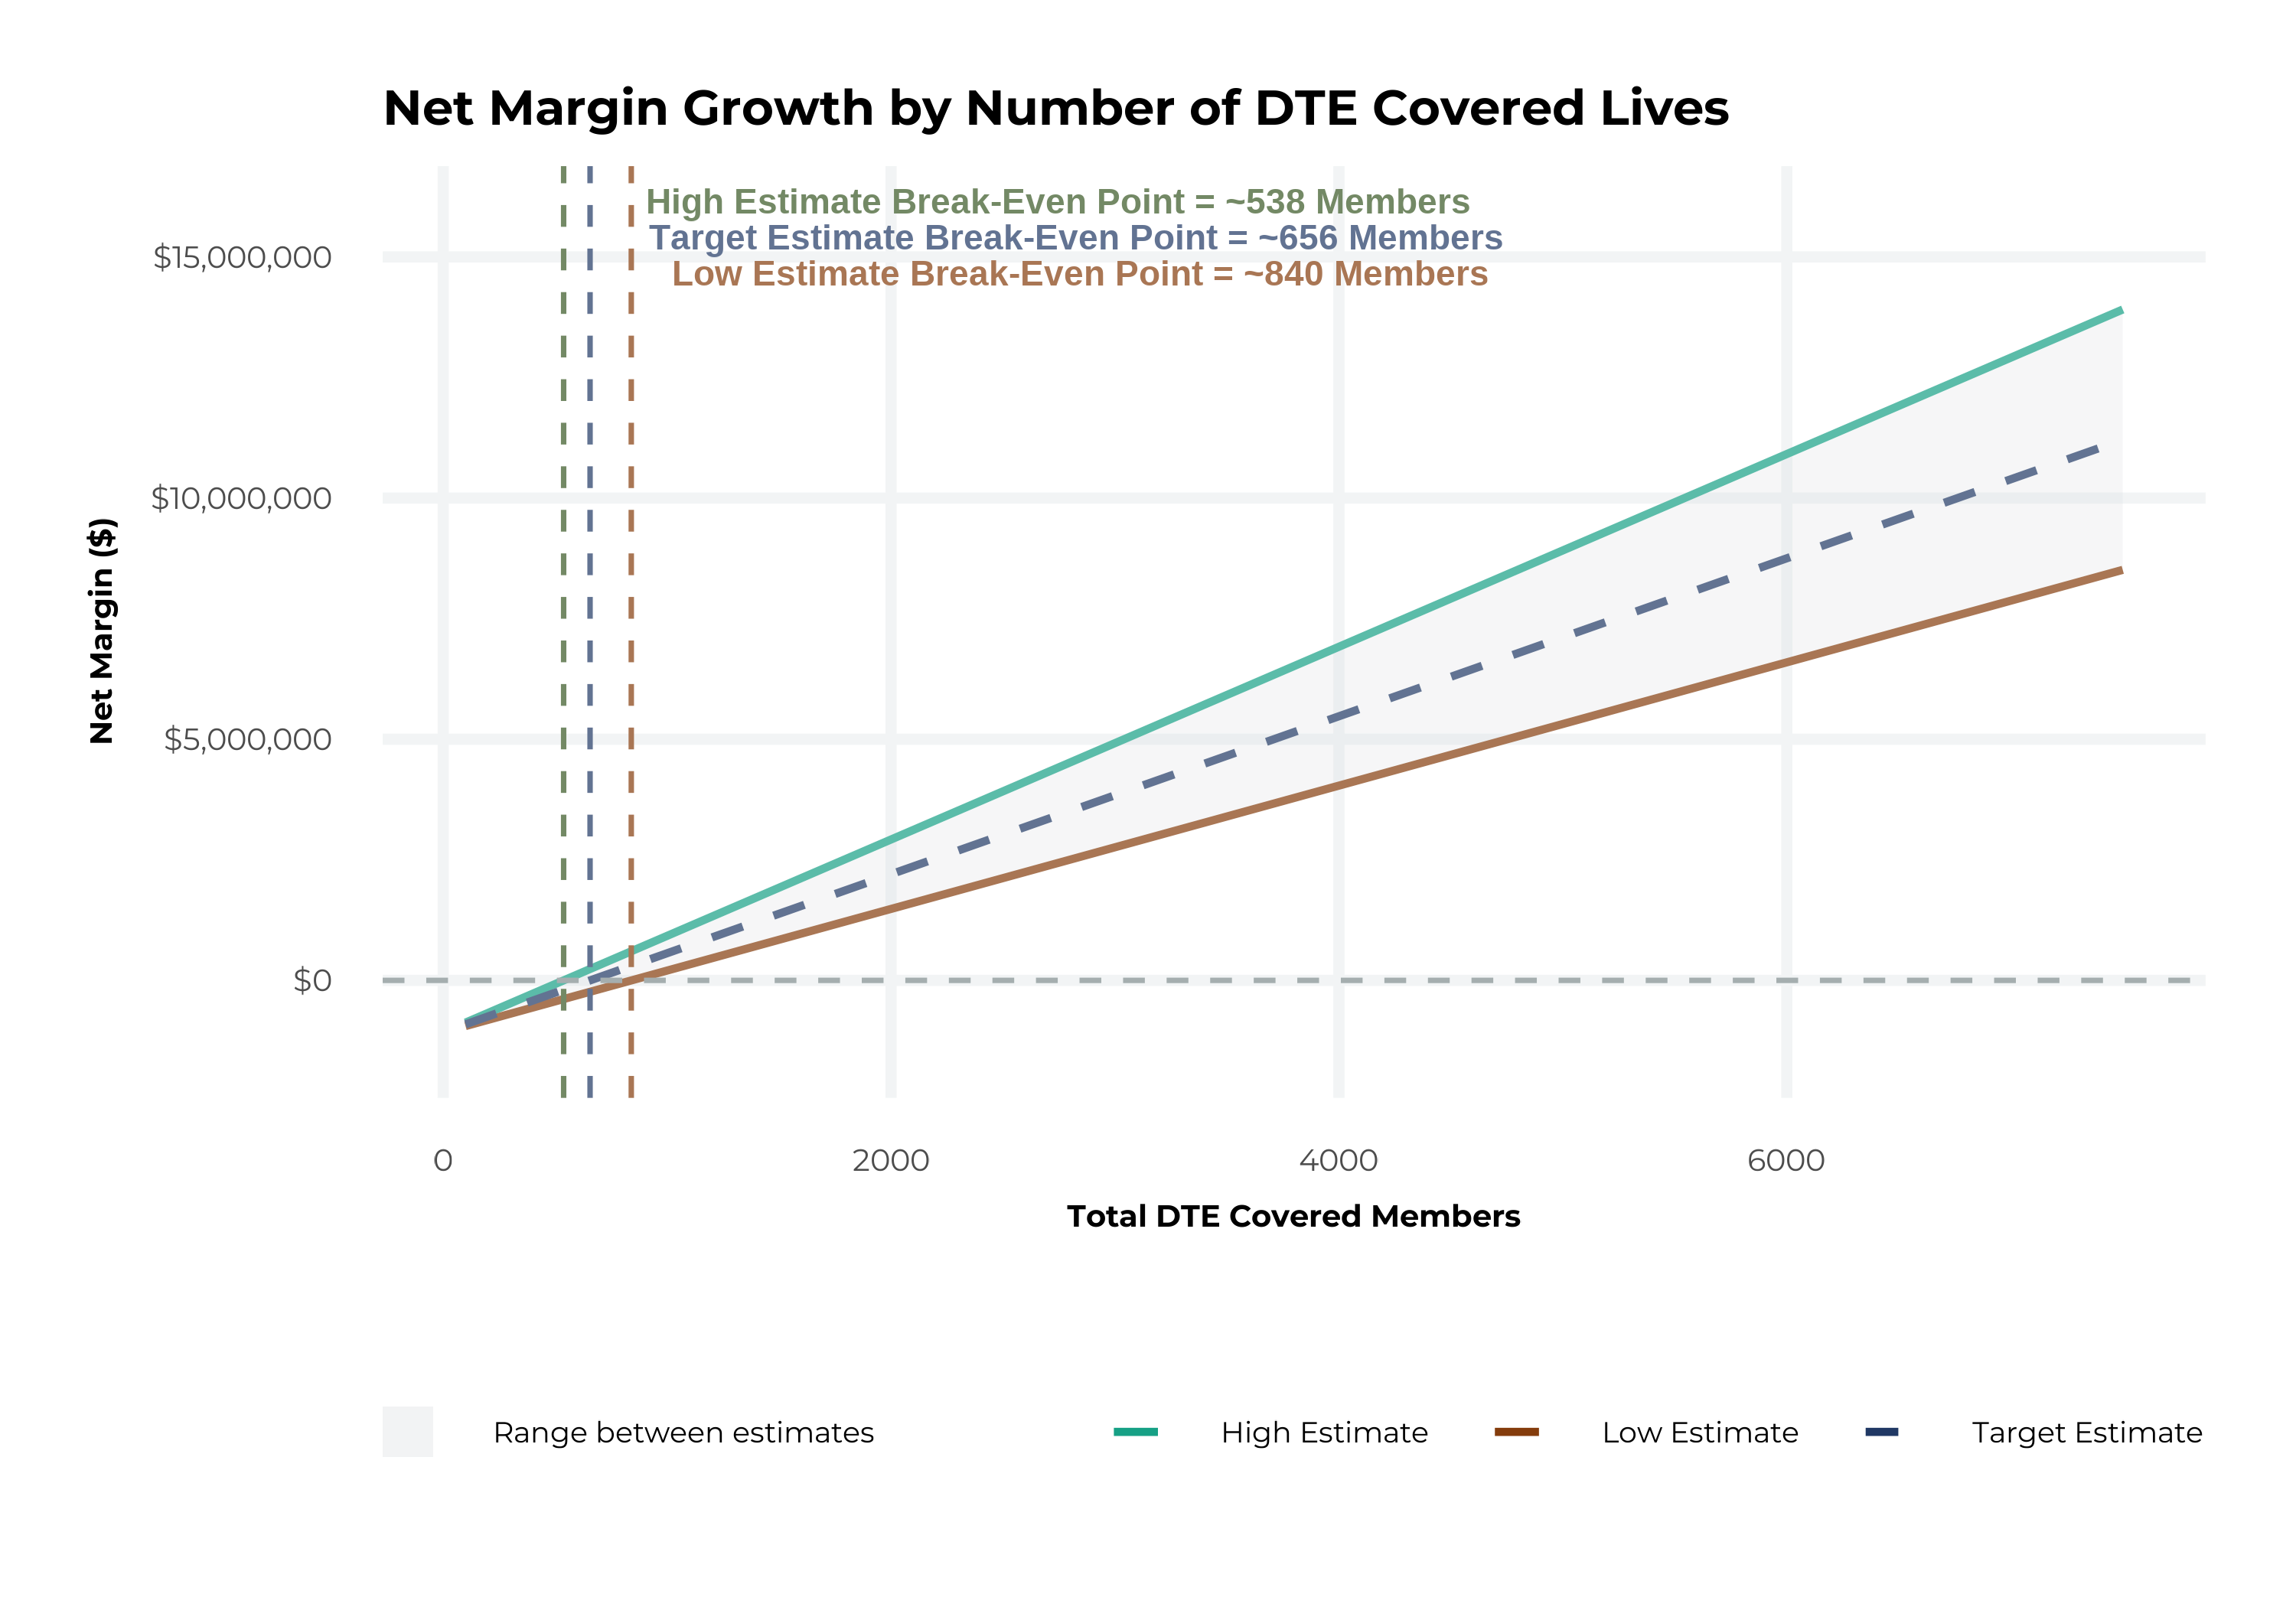 Net Margin Growth by Number of DTE Covered Lives
High Estimate Break-Even Point = ~538 Members
Target Estimate Break-Even Point = ~656 Members
Low Estimate Break-Even Point = ~840 Members
$15,000,000
$10,000,000
$5,000,000
$0
Net Margin ($)
0 2000 4000 6000
Total DTE Covered Members
Range between estimates High Estimate Low Estimate Target Estimate